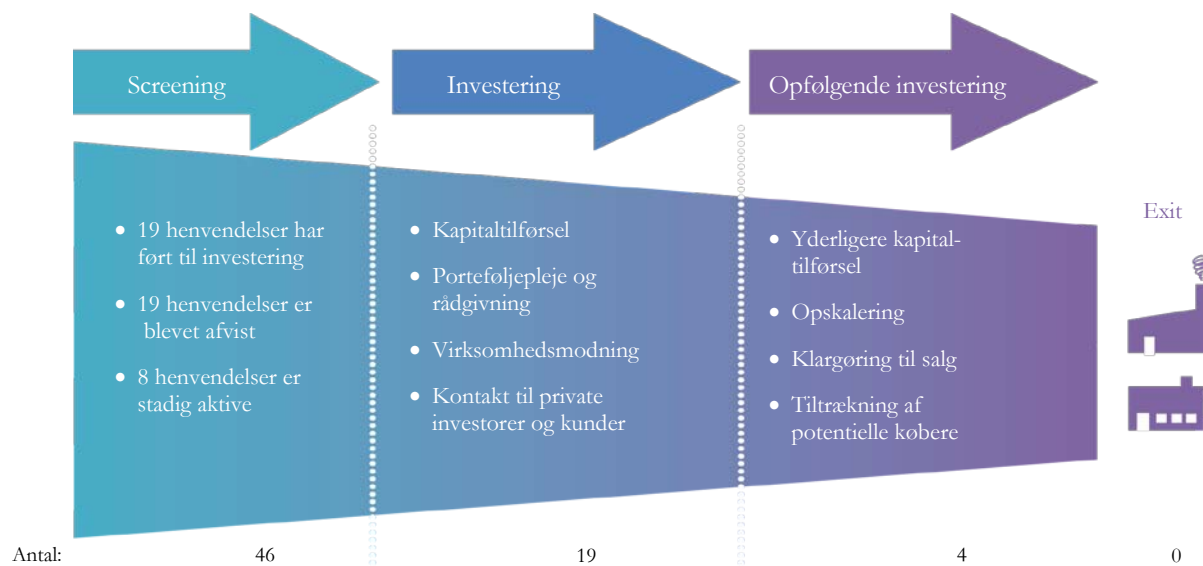 Screening
Investering
Opfølgende investering
• 19 henvendelser har
ført til investering
• 19 henvendelser er
blevet afvist
• 8 henvendelser er
stadig aktive
• Kapitaltilførsel
• Porteføljepleje og
rådgivning
• Virksomhedsmodning
• Kontakt til private
investorer og kunder
• Yderligere kapital-
tilførsel
• Opskalering
• Klargøring til salg
• Tiltrækning af
potentielle købere
Exit
Antal: 46 19 4 0